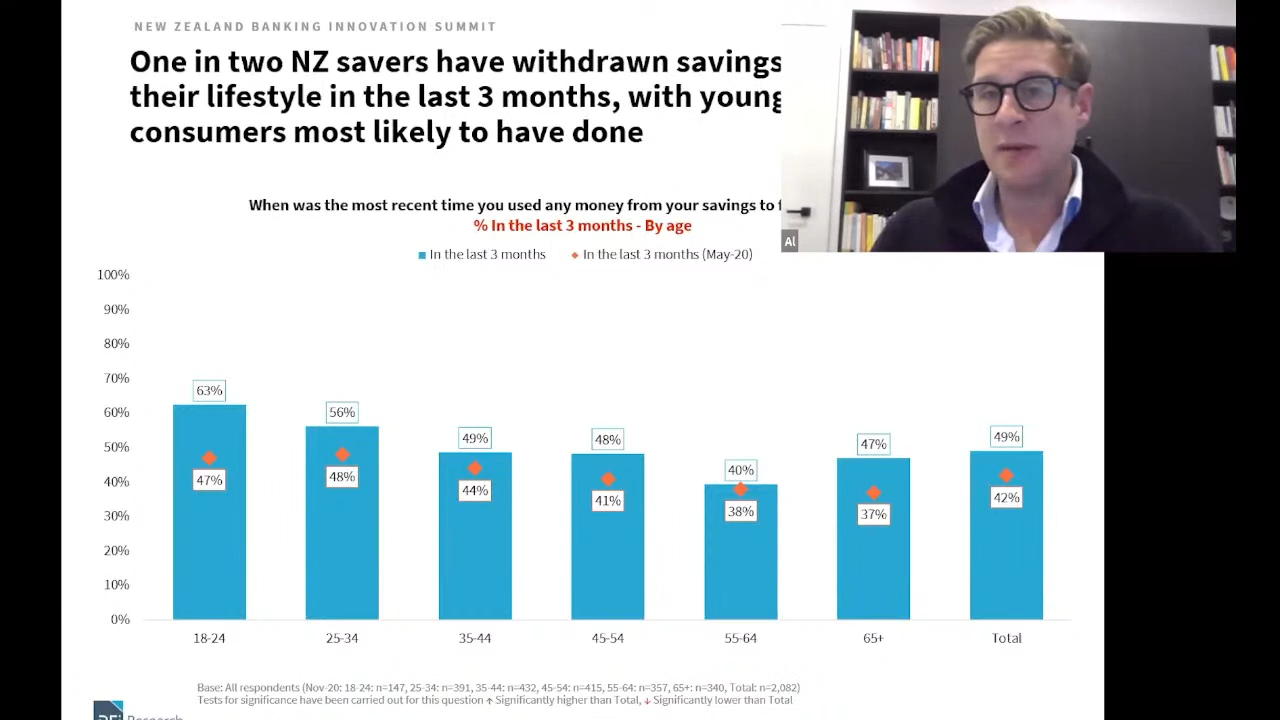 NEW ZEALAND BANKING INNOVATION SUMMIT
One in two NZ savers have withdrawn savings
their lifestyle in the last 3 months, with young
consumers most likely to have done
When was the most recent time you used any money from your savings to
% In the last 3 months - By age
In the last 3 months
In the last 3 months (May-20)
Al
100%
90%
80%
70%
60%
50%
40%
30%
20%
10%
0%
63%
56%
49%
48%
40%
47%
49%
47%
48%
44%
41%
38%
37%
42%
18-24
25-34
35-44
45-54
55-64
65+
Total
Base: All respondents (Nov-20: 18-24: n=147, 25-34: n=391, 35-44: n=432, 45-54: n=415, 55-64: n=357, 65+: n=340, Total: n=2,082)
Tests for significance have been carried out for this question ↑ Significantly higher than Total, ↓ Significantly lower than Total
Research